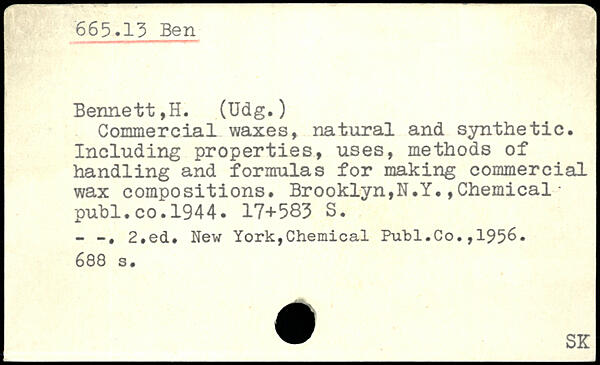 665.13 Ben
Bennett,H. (Udg.)
Commercial waxes, natural and synthetic.
Including properties, uses, methods of
handling and formulas for making commercial
wax compositions. Brooklyn,N.Y.,Chemical
publ.co.1944. 17+583 S.
- -. 2.ed. New York,Chemical Publ.Co.,1956.
688 s.
SK